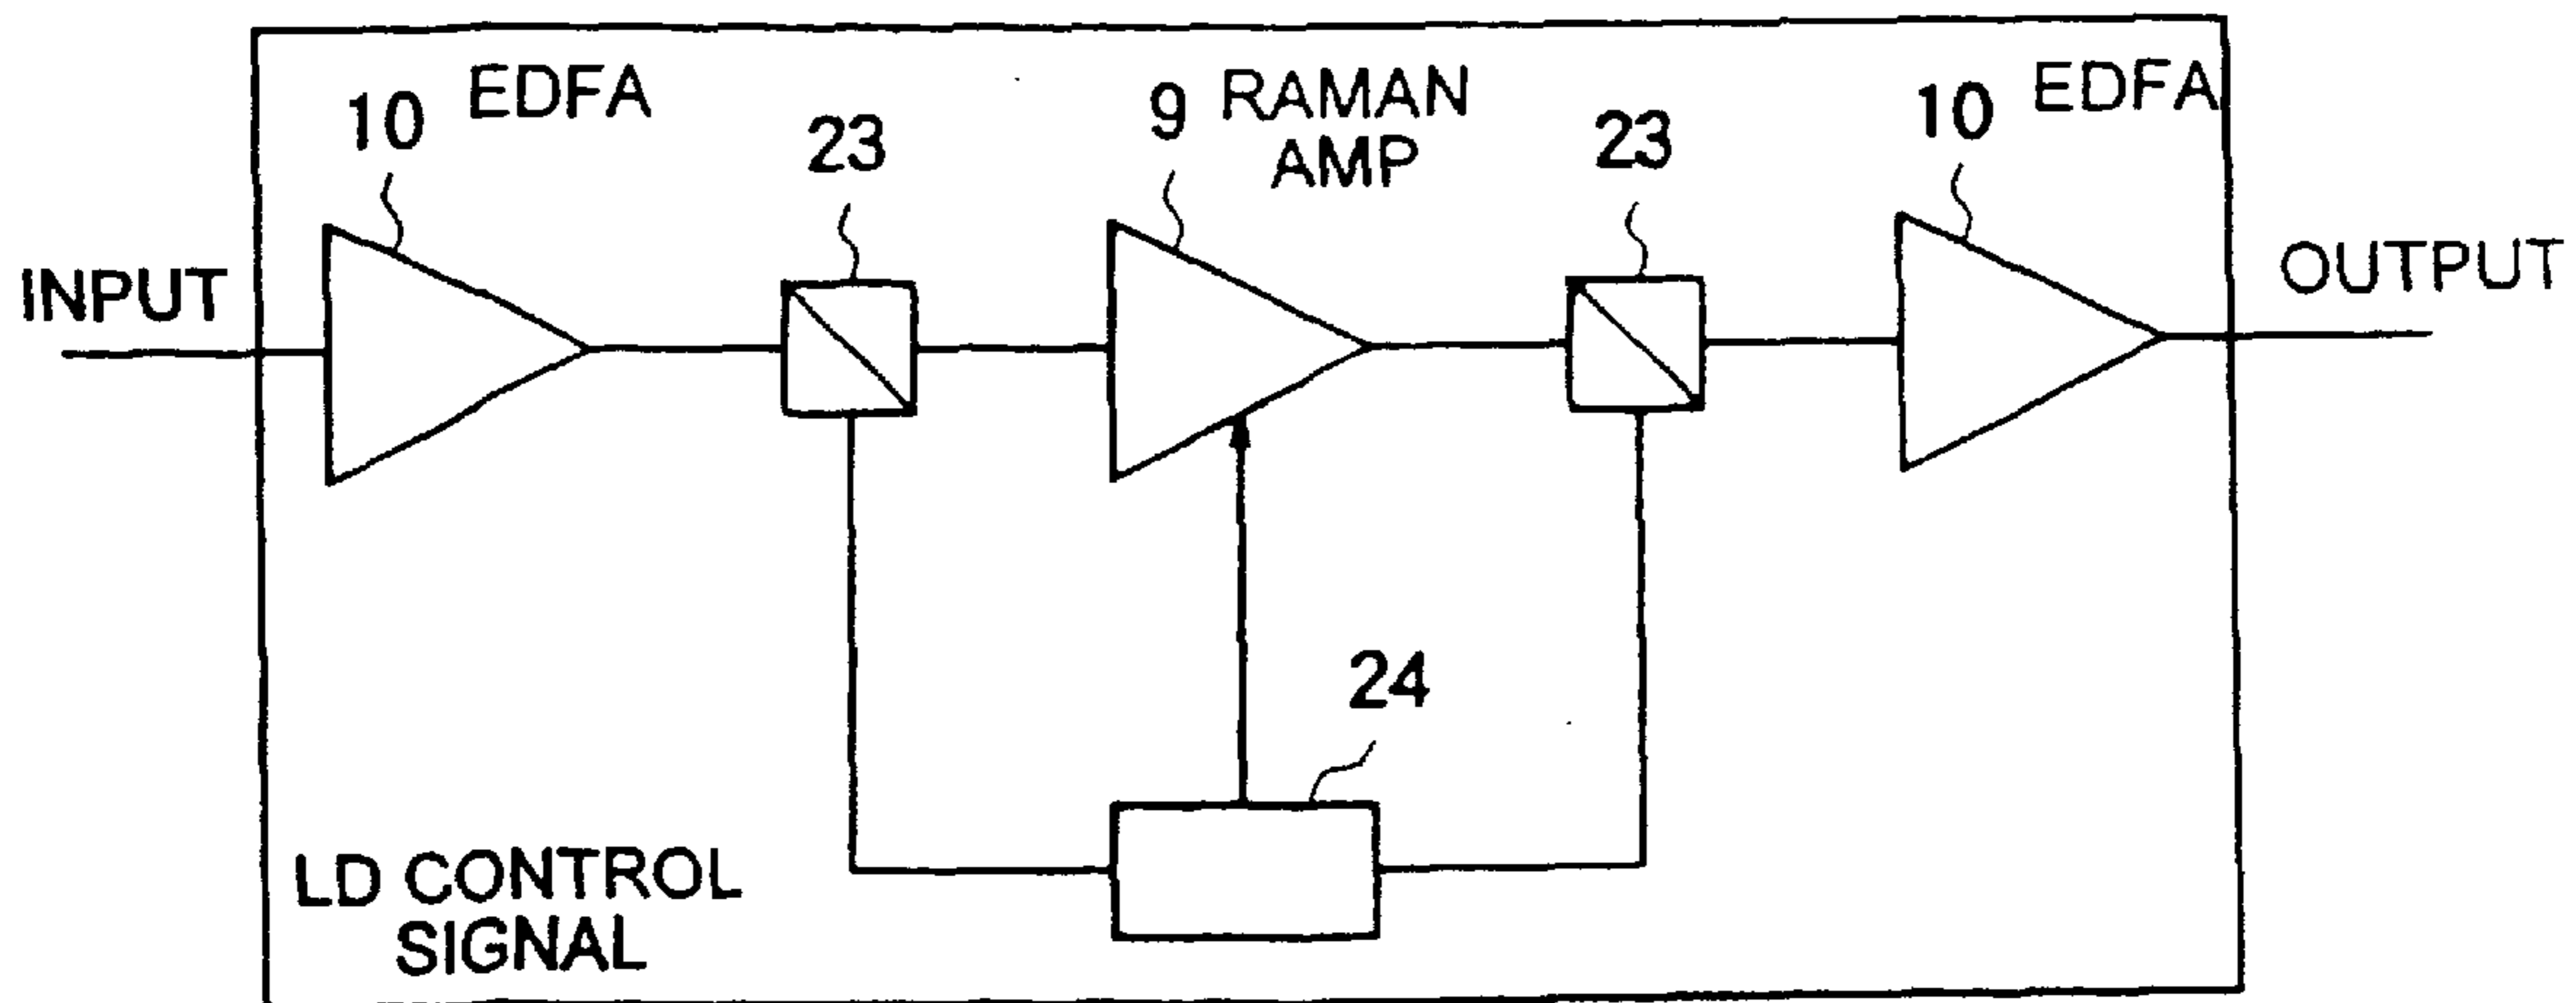 EDFA
10
23
9 RAMAN
AMP
23
10
EDFA
INPUT
OUTPUT
24
LD CONTROL
SIGNAL